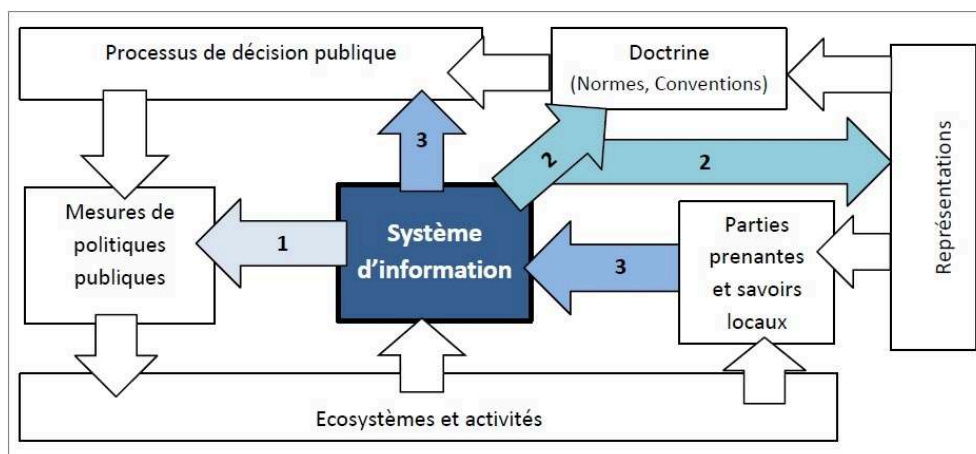 Processus de décision publique
Doctrine
(Normes, Conventions)
3
2
2
Représentations
Mesures de
politiques
publiques
1
Système
d'information
3
Parties
prenantes
et savoirs
locaux
Ecosystèmes et activités